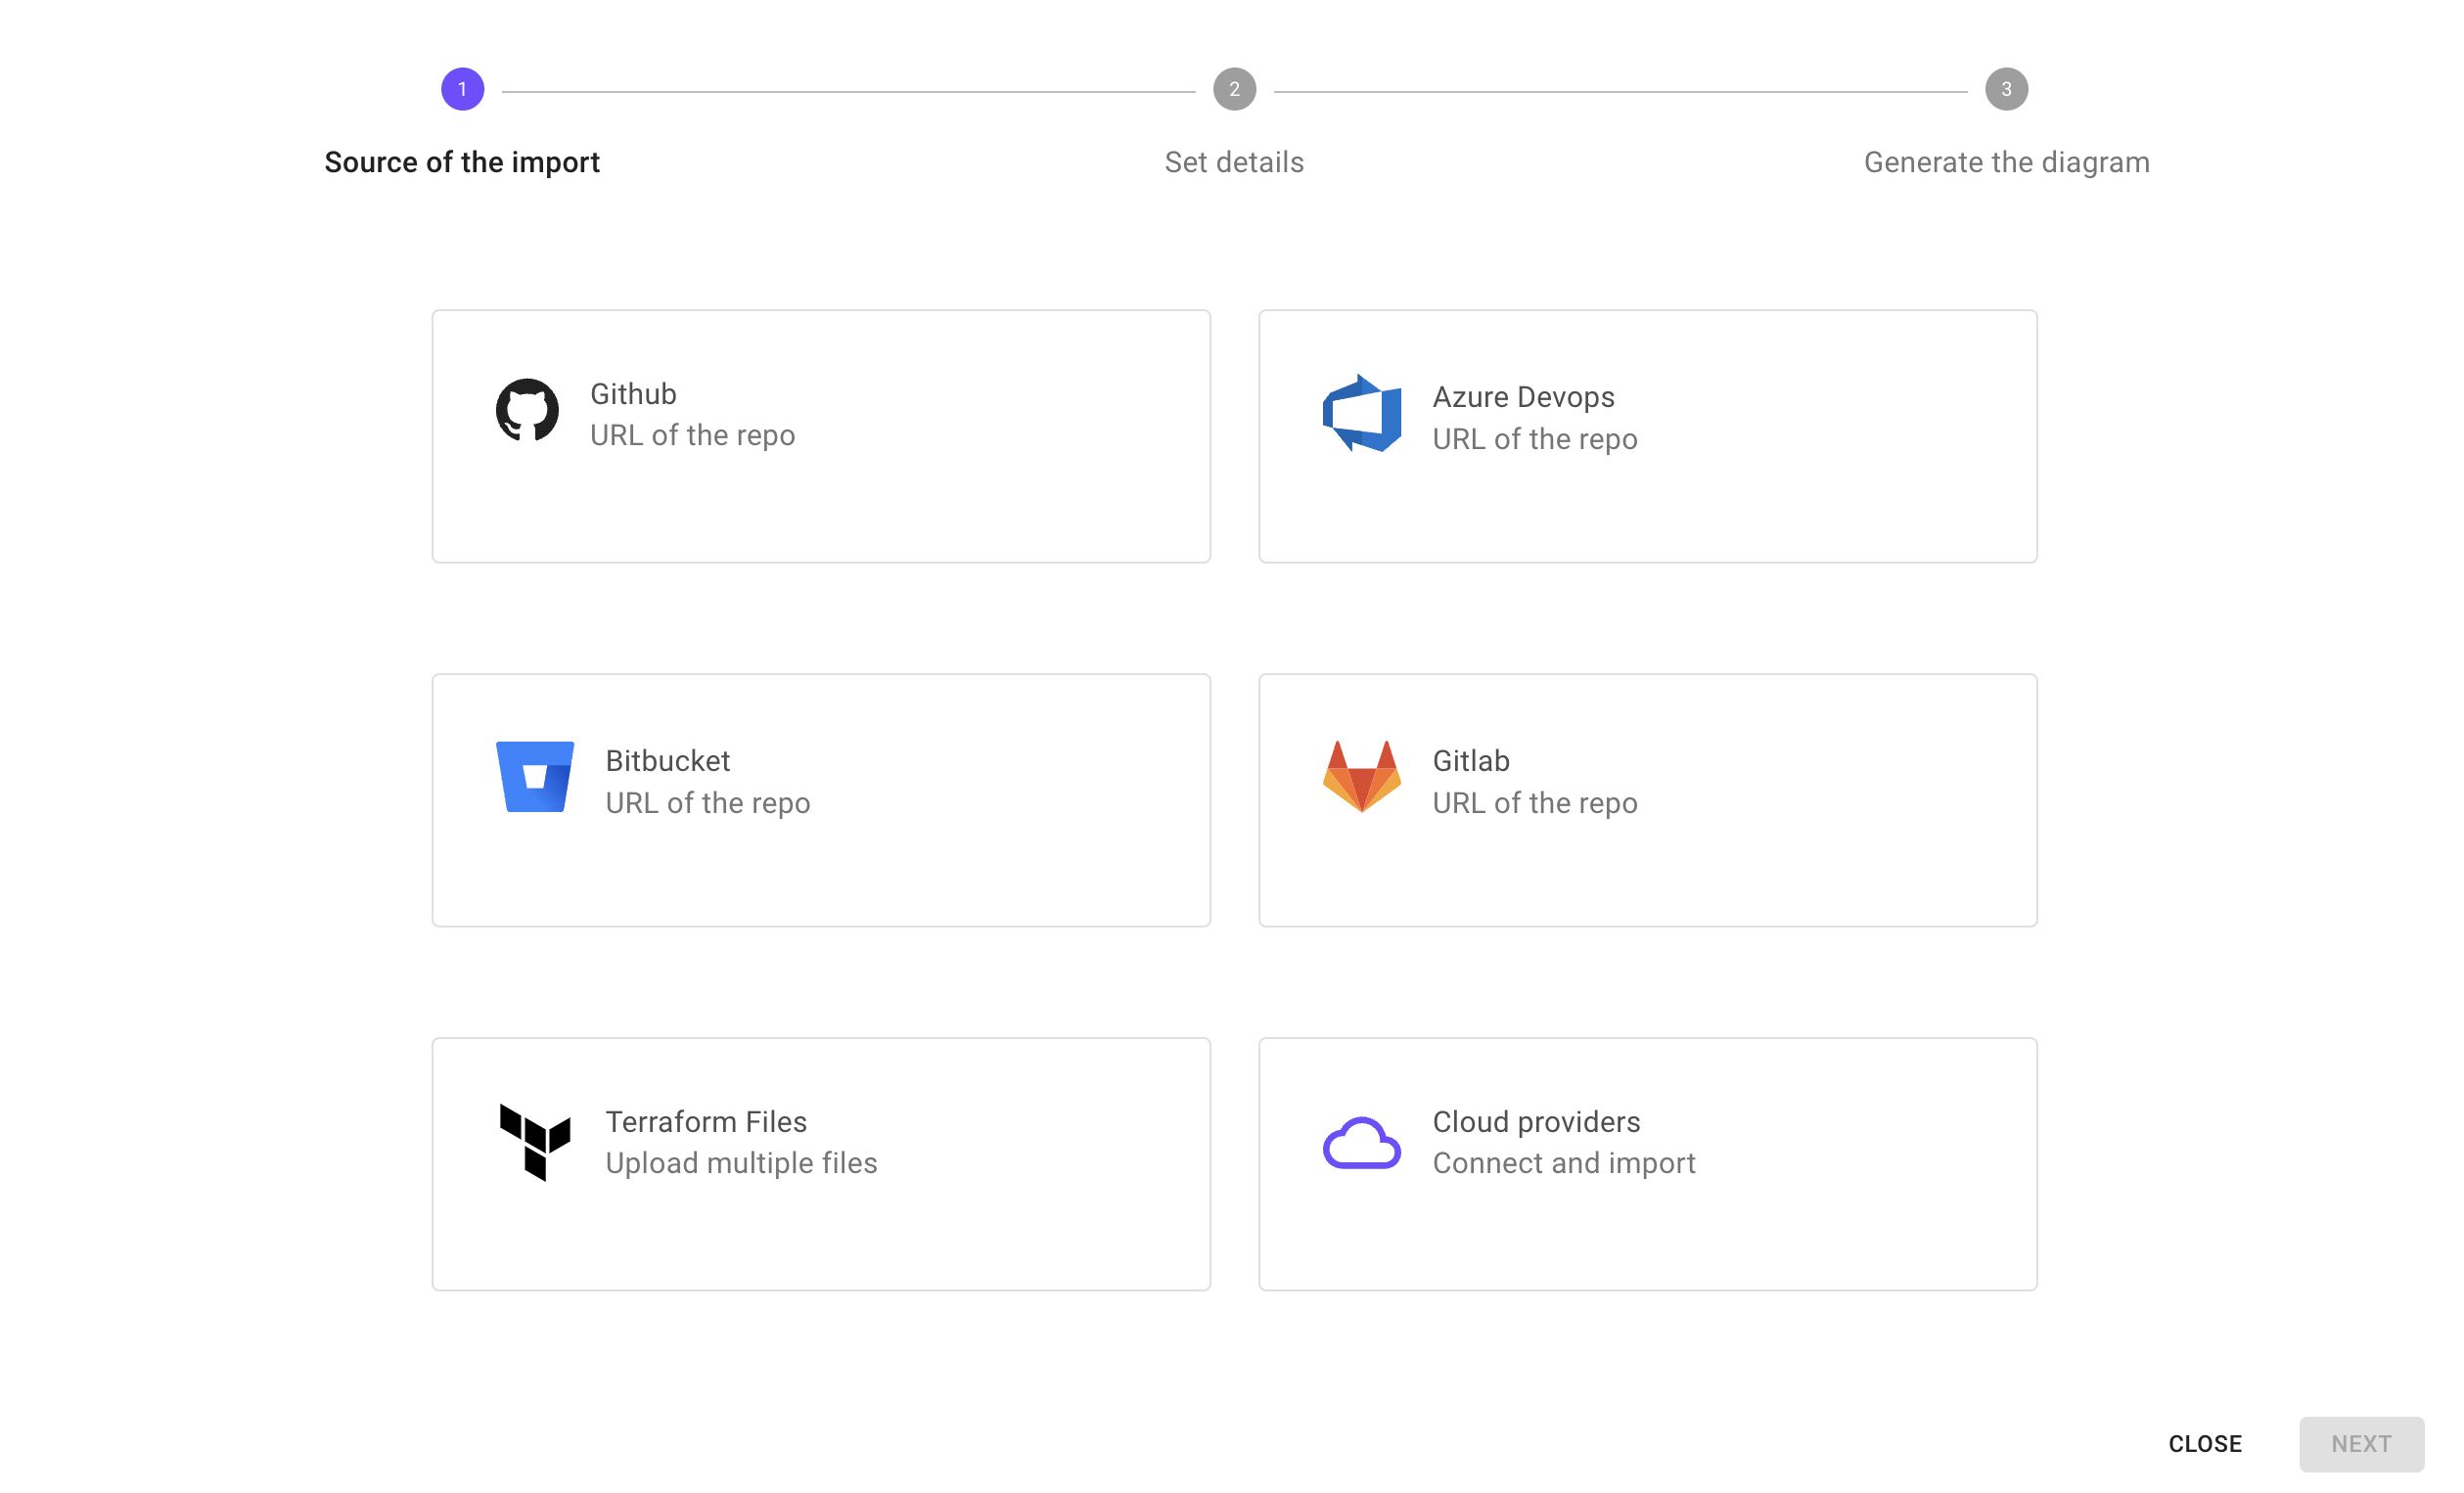 1
2
3
Source of the import
Set details
Generate the diagram
Github
URL of the repo
Azure Devops
URL of the repo
Bitbucket
URL of the repo
Gitlab
URL of the repo
Terraform Files
Upload multiple files
Cloud providers
Connect and import
CLOSE
NEXT